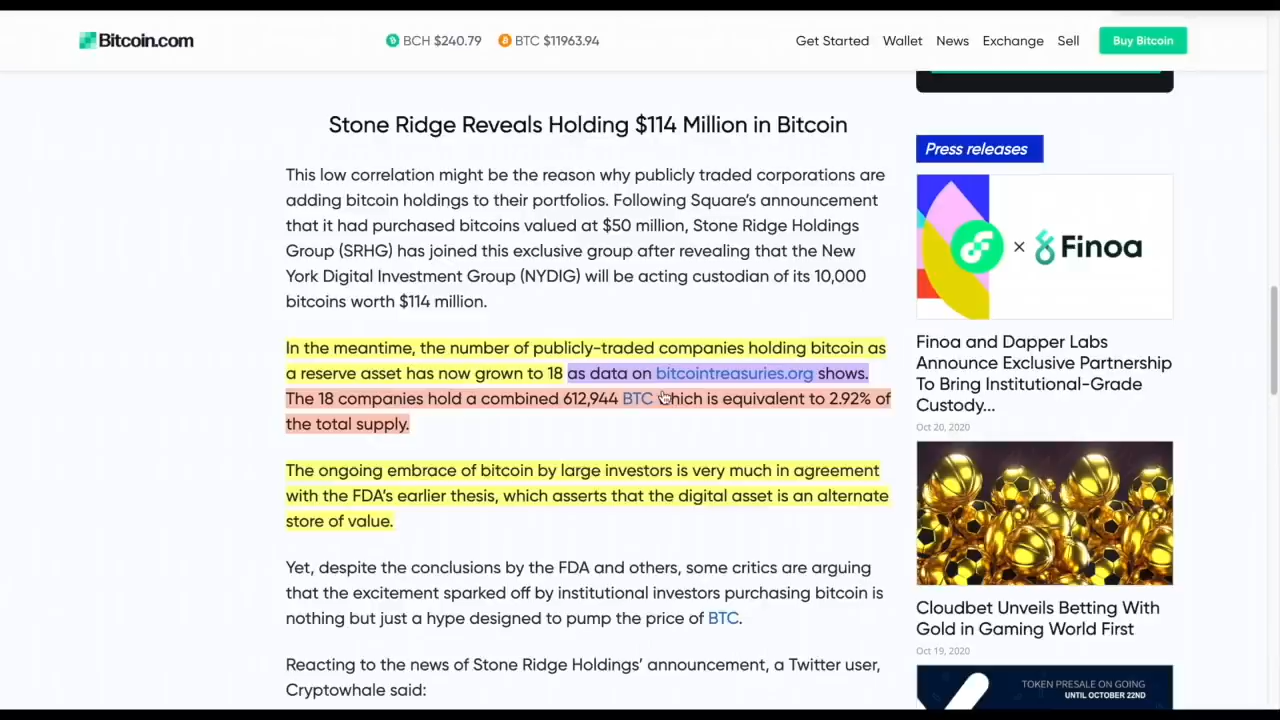 Bitcoin.com
BCH $240.79
BTC $11963.94
Get Started
Wallet
News
Exchange
Sell
Buy Bitcoin
Stone Ridge Reveals Holding $114 Million in Bitcoin
This low correlation might be the reason why publicly traded corporations are
adding bitcoin holdings to their portfolios. Following Square's announcement
that it had purchased bitcoins valued at $50 million, Stone Ridge Holdings
Group (SRHG) has joined this exclusive group after revealing that the New
York Digital Investment Group (NYDIG) will be acting custodian of its 10,000
bitcoins worth $114 million.
In the meantime, the number of publicly-traded companies holding bitcoin as
a reserve asset has now grown to 18 as data on bitcointreasuries.org shows.
The 18 companies hold a combined 612,944 BTC which is equivalent to 2.92% of
the total supply.
The ongoing embrace of bitcoin by large investors is very much in agreement
with the FDA's earlier thesis, which asserts that the digital asset is an alternate
store of value.
Yet, despite the conclusions by the FDA and others, some critics are arguing
that the excitement sparked off by institutional investors purchasing bitcoin is
nothing but just a hype designed to pump the price of BTC.
Reacting to the news of Stone Ridge Holdings' announcement, a Twitter user,
Cryptowhale said:
Press releases
× Finoa
Finoa and Dapper Labs
Announce Exclusive Partnership
To Bring Institutional-Grade
Custody...
Oct 20, 2020
Cloudbet Unveils Betting With
Gold in Gaming World First
Oct 19, 2020
TOKEN PRESALE ON GOING
UNTIL OCTOBER 22ND